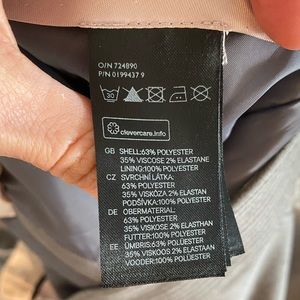 O/N 724890
P/N 0199437 9
30
clevercare.info
GB SHELL:63% POLYESTER
35% VISCOSE 2% ELASTANE
LINING:100% POLYESTER
CZ SVRCHNÍ LÁTKA:
63% POLYESTER
35% VISKÓZA 2% ELASTAN
PODŠÍVKA:100% POLYESTER
DE OBERMATERIAL:
63% POLYESTER
35% VISKOSE 2% ELASTHAN
FUTTER:100% POLYESTER
EE ÜMBRIS:63% POLÜESTER
35% VISKOOS 2% ELASTAAN
VOODER:100% POLÜESTER